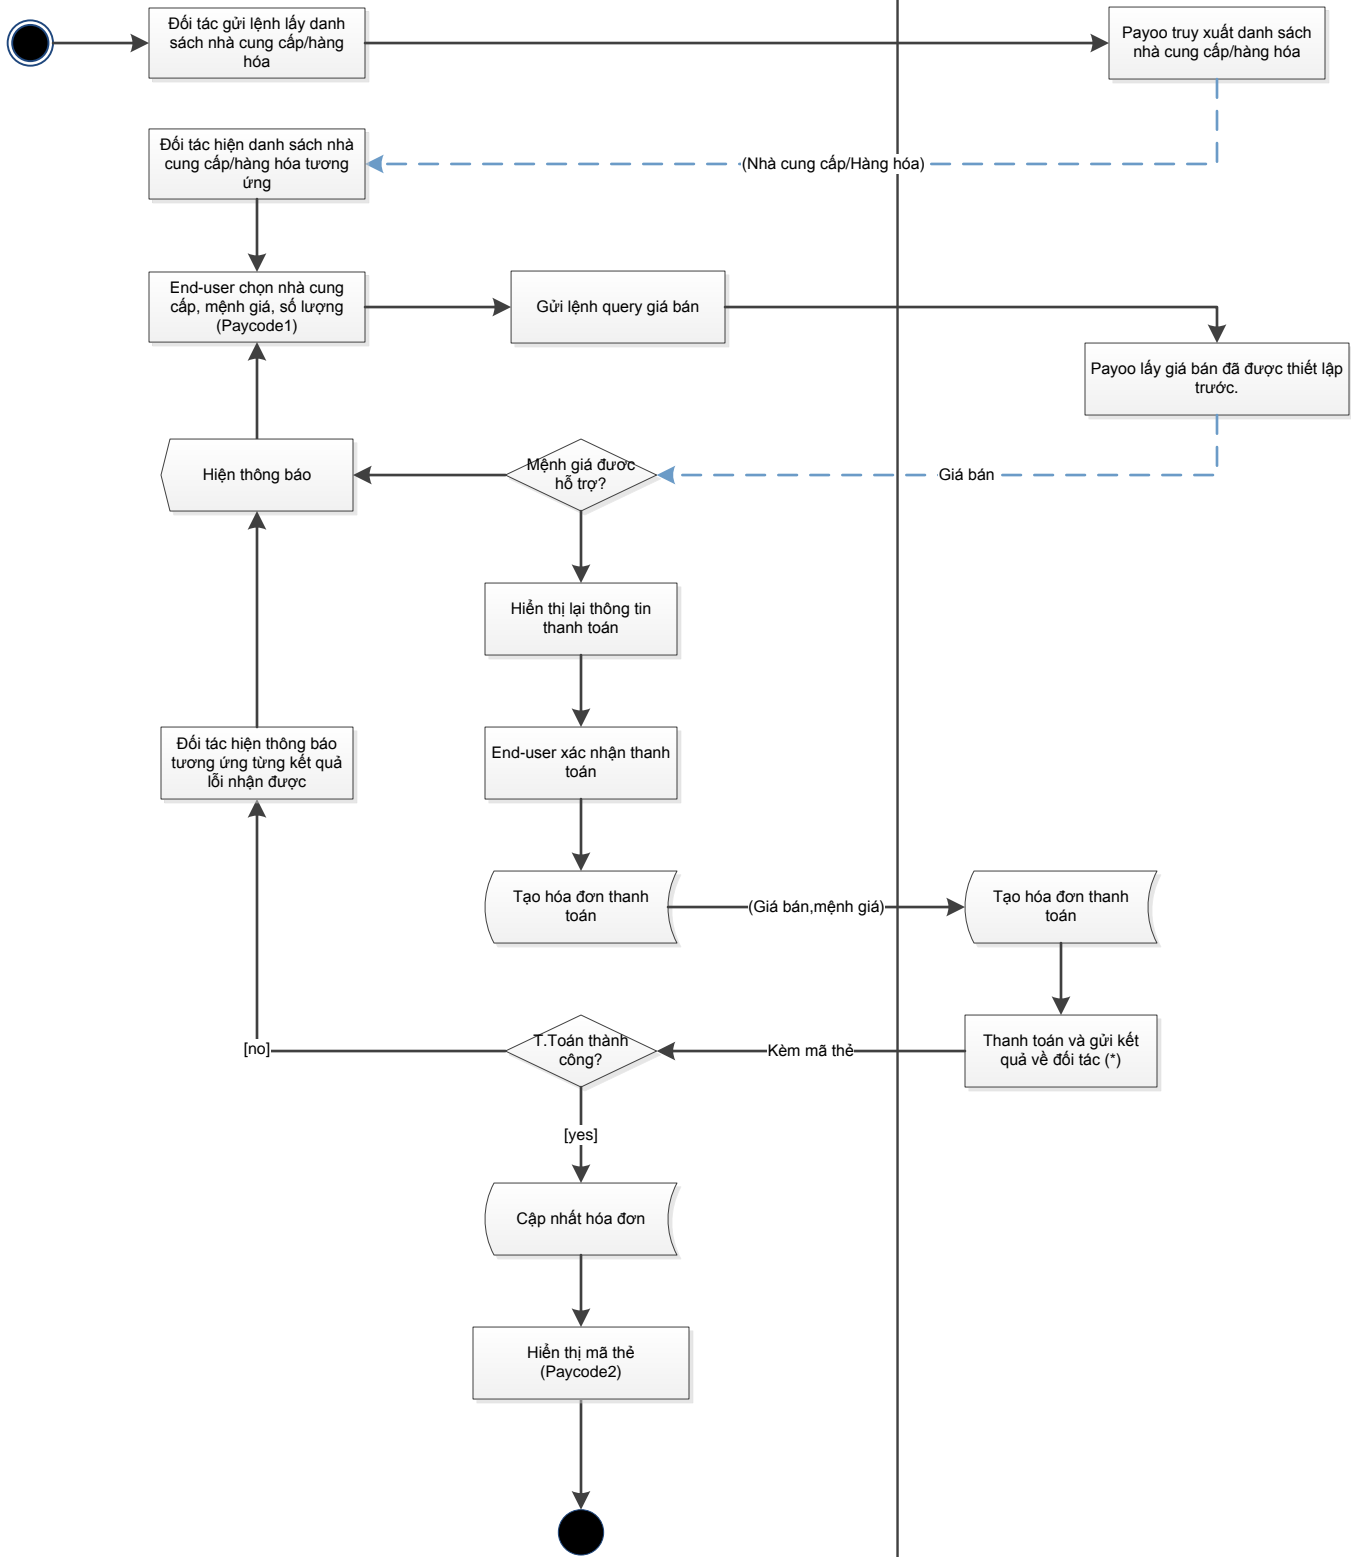 Đối tác gửi lệnh lấy danh
sách nhà cung cấp/hàng
hóa
Payoo truy xuất danh sách
nhà cung cấp/hàng hóa
Đối tác hiện danh sách nhà
cung cấp/hàng hóa tương
ứng
(Nhà cung cấp/Hàng hóa)
End-user chọn nhà cung
cấp, mệnh giá, số lượng
(Paycode1)
Gửi lệnh query giá bán
Payoo lấy giá bán đã được thiết lập
trước.
Hiện thông báo
Mệnh giá được
hỗ trợ?
Giá bán
Hiển thị lại thông tin
thanh toán
Đối tác hiện thông báo
tương ứng từng kết quả
lỗi nhận được
End-user xác nhận thanh
toán
Tạo hóa đơn thanh
toán
(Giá bán,mệnh giá)
Tạo hóa đơn thanh
toán
[no]
T.Toán thành
công?
Kèm mã thẻ
Thanh toán và gửi kết
quả về đối tác (*)
[yes]
Cập nhất hóa đơn
Hiển thị mã thẻ
(Paycode2)